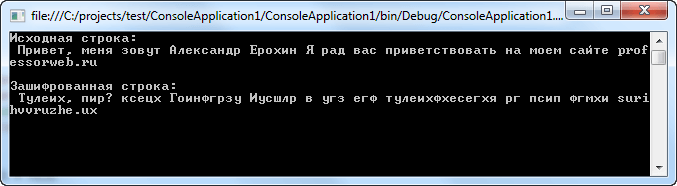 file:///C:/projects/test/ConsoleApplication1/ConsoleApplication1/bin/Debug/ConsoleApplication1....
Исходная строка:
Привет, меня зовут Александр Ерохин Я рад вас приветствовать на моем сайте prof
essorweb.ru
Зашифрованная строка:
Тулеих, пир? ксецх Гоинфгрзу Иусшлр в угз егф тулеихфхесегхя рг псип фгмхи suri
hvvruzhe.ux